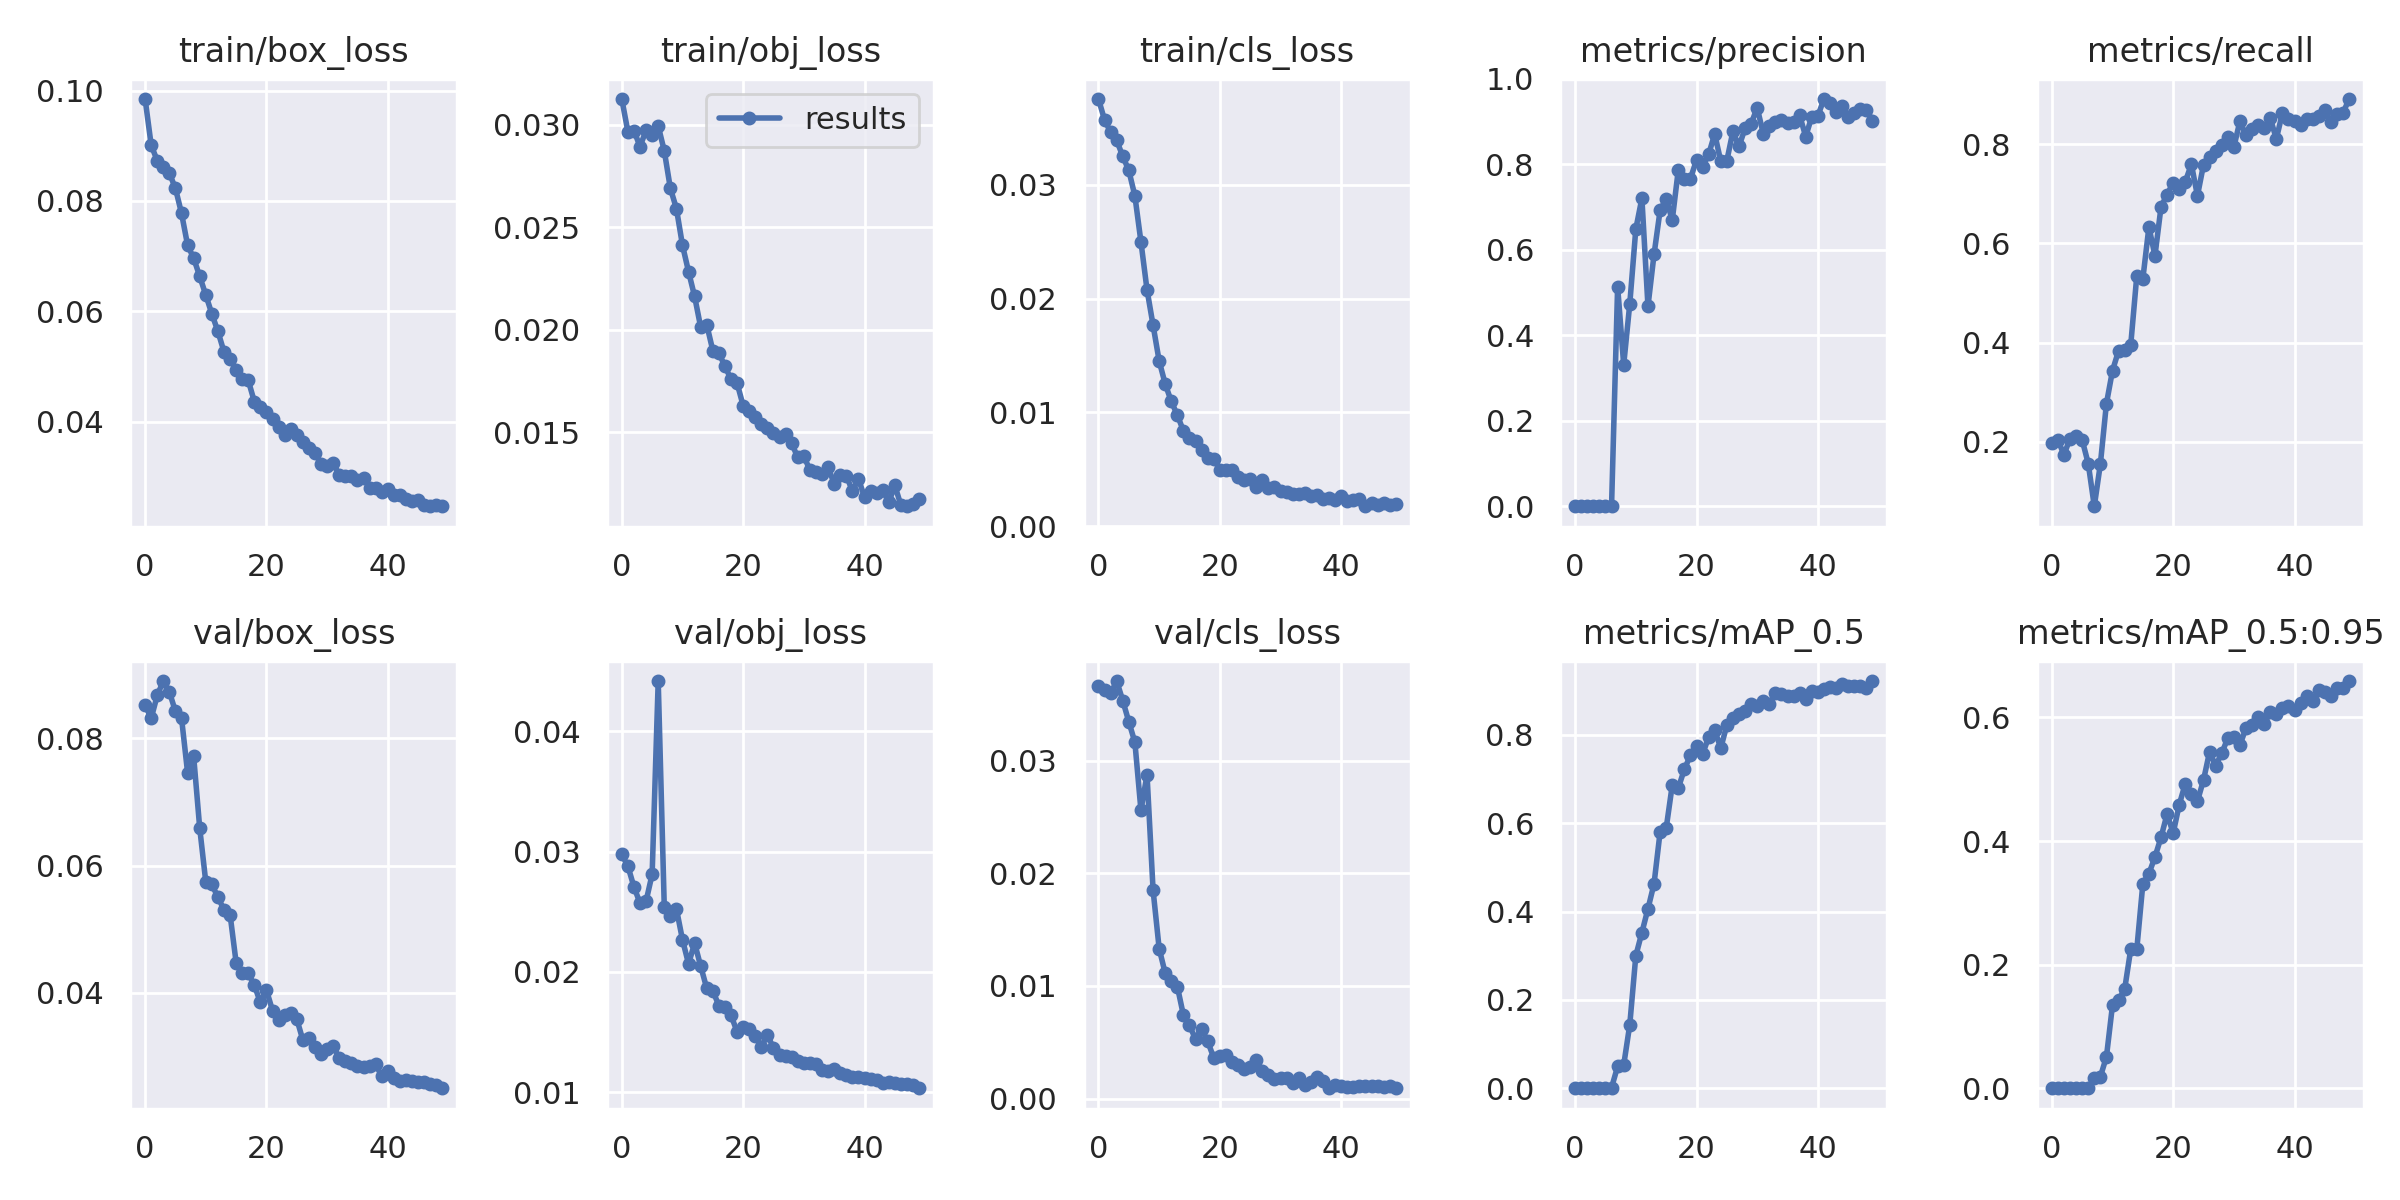 train/box_loss
0.10
0.08
0.06
0.04
0 20 40
train/obj_loss
results
0.030
0.025
0.020
0.015
0 20 40
train/cls_loss
0.03
0.02
0.01
0.00
0 20 40
metrics/precision
1.0
0.8
0.6
0.4
0.2
0.0
0 20 40
metrics/recall
0.8
0.6
0.4
0.2
0 20 40
val/box_loss
0.08
0.06
0.04
0 20 40
val/obj_loss
0.04
0.03
0.02
0.01
0 20 40
val/cls_loss
0.03
0.02
0.01
0.00
0 20 40
metrics/mAP_0.5
0.8
0.6
0.4
0.2
0.0
0 20 40
metrics/mAP_0.5:0.95
0.6
0.4
0.2
0.0
0 20 40